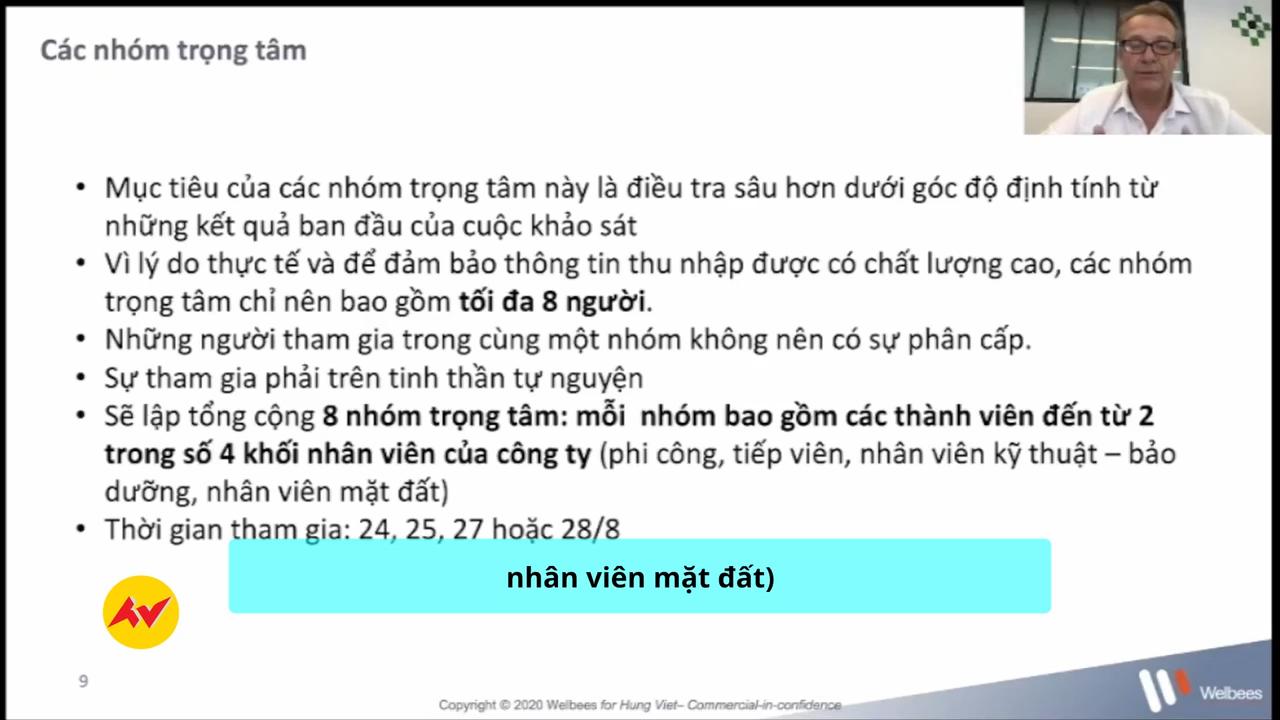 Các nhóm trọng tâm
• Mục tiêu của các nhóm trọng tâm này là điều tra sâu hơn dưới góc độ định tính từ
những kết quả ban đầu của cuộc khảo sát
• Vì lý do thực tế và để đảm bảo thông tin thu nhập được có chất lượng cao, các nhóm
trọng tâm chỉ nên bao gồm tối đa 8 người.
• Những người tham gia trong cùng một nhóm không nên có sự phân cấp.
• Sự tham gia phải trên tinh thần tự nguyện
• Sẽ lập tổng cộng 8 nhóm trọng tâm: mỗi nhóm bao gồm các thành viên đến từ 2
trong số 4 khối nhân viên của công ty (phi công, tiếp viên, nhân viên kỹ thuật – bảo
dưỡng, nhân viên mặt đất)
• Thời gian tham gia: 24, 25, 27 hoặc 28/8
nhân viên mặt đất)
9
Copyright © 2020 Welbees for Hung Viet– Commercial-in-confidence
Welbees